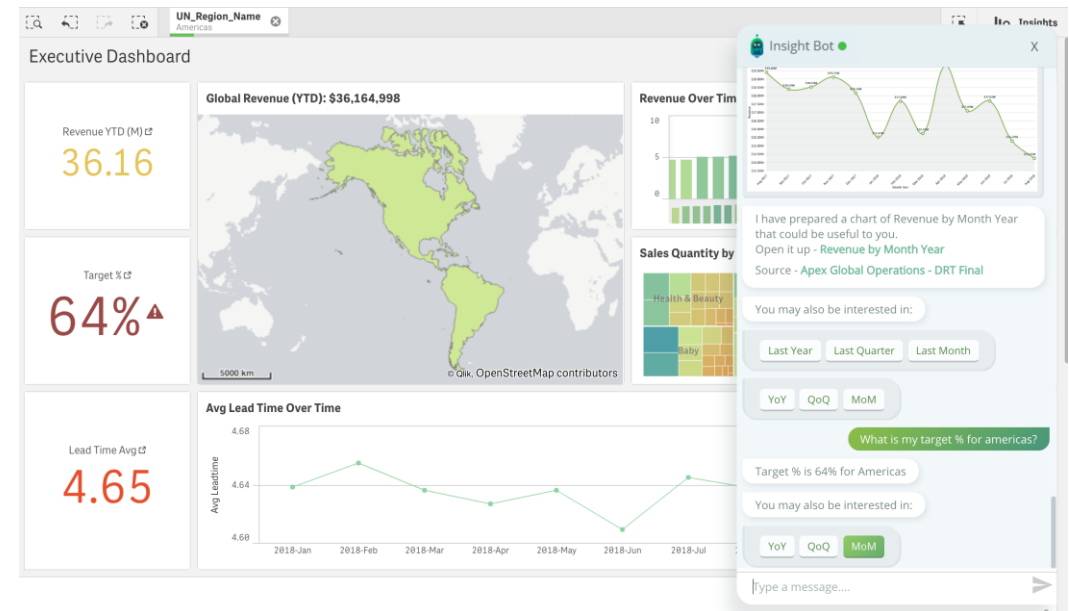 UN_Region_Name
Americas
Insights
Executive Dashboard
Revenue YTD (M)
36.16
Target %
64%
Lead Time Avg
4.65
Global Revenue (YTD): $36,164,998
5000 km
© Qlik, OpenStreetMap contributors
Revenue Over Tim
10
5
0
Sales Quantity by
Health & Beauty
Baby
Avg Lead Time Over Time
Avg Leadtime
4.68
4.64
4.60
2018-Jan
2018-Feb
2018-Mar
2018-Apr
2018-May
2018-Jun
2018-Jul
Insight Bot
X
Revenue
Month Year
I have prepared a chart of Revenue by Month Year
that could be useful to you.
Open it up - Revenue by Month Year
Source - Apex Global Operations - DRT Final
You may also be interested in:
Last Year
Last Quarter
Last Month
YoY
QoQ
MoM
What is my target % for americas?
Target % is 64% for Americas
You may also be interested in:
YoY
QoQ
MoM
Type a message....